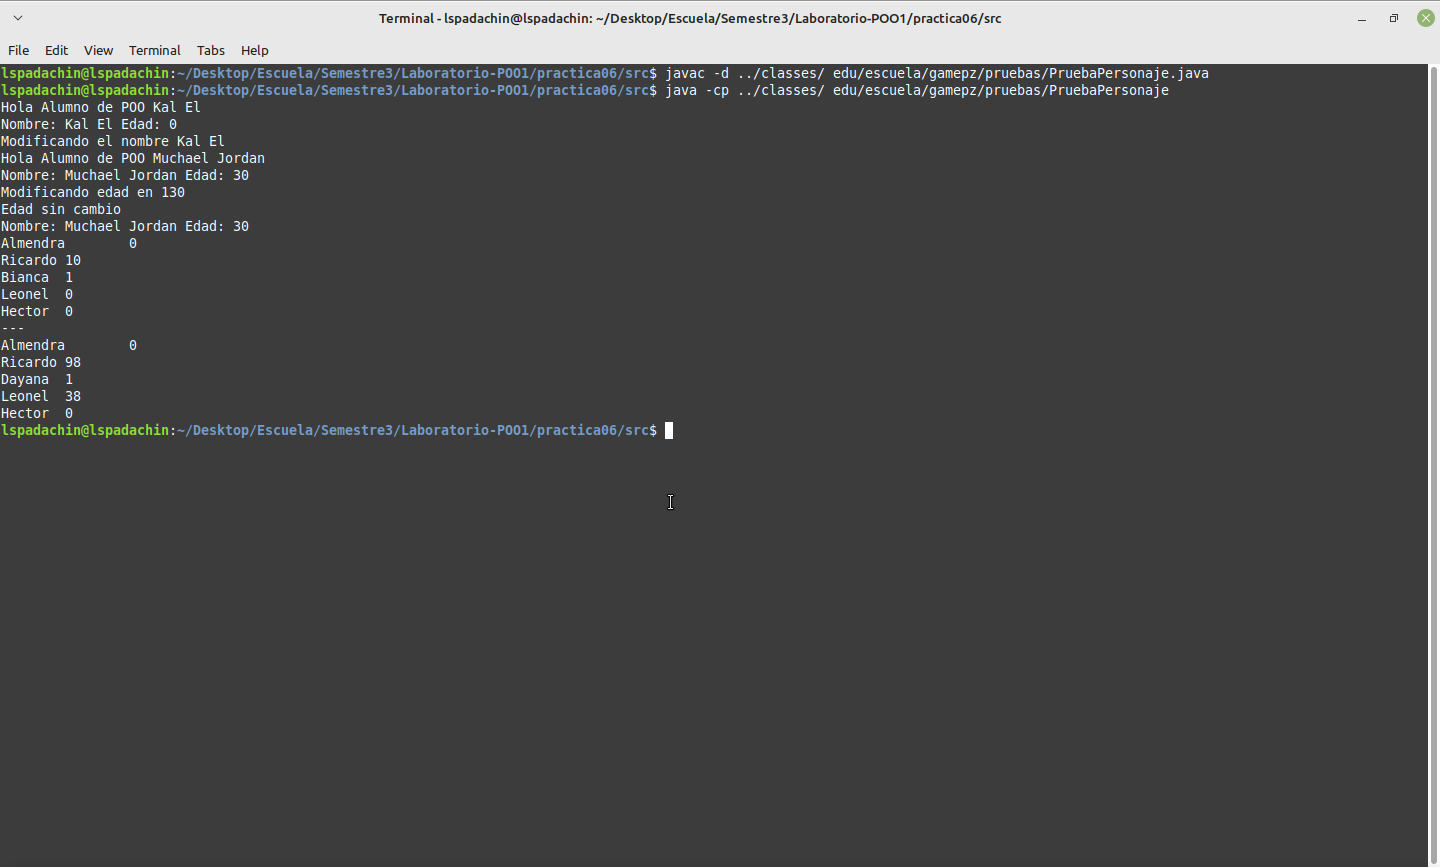 Terminal - lspadachin@lspadachin: ~/Desktop/Escuela/Semestre3/Laboratorio-POO1/practica06/src
File Edit View Terminal Tabs Help
lspadachin@lspadachin:~/Desktop/Escuela/Semestre3/Laboratorio-POO1/practica06/src$ javac -d ../classes/ edu/escuela/gamepz/pruebas/PruebaPersonaje.java
lspadachin@lspadachin:~/Desktop/Escuela/Semestre3/Laboratorio-POO1/practica06/src$ java -cp ../classes/ edu/escuela/gamepz/pruebas/PruebaPersonaje
Hola Alumno de POO Kal El
Nombre: Kal El Edad: 0
Modificando el nombre Kal El
Hola Alumno de POO Muchael Jordan
Nombre: Muchael Jordan Edad: 30
Modificando edad en 130
Edad sin cambio
Nombre: Muchael Jordan Edad: 30
Almendra        0
Ricardo 10
Bianca  1
Leonel  0
Hector  0
---
Almendra        0
Ricardo 98
Dayana  1
Leonel  38
Hector  0
lspadachin@lspadachin:~/Desktop/Escuela/Semestre3/Laboratorio-POO1/practica06/src$